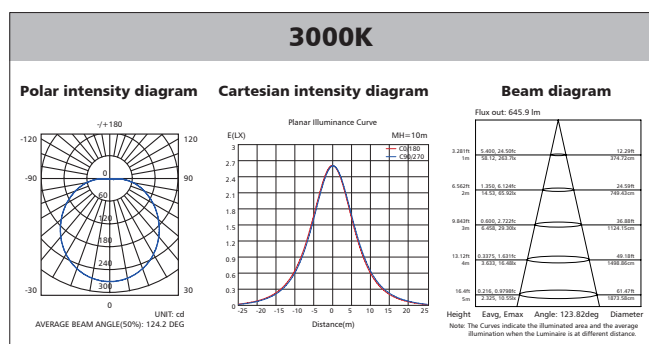 3000K
Polar intensity diagram
-/+180
-120
120
-90
90
0
60
120
180
240
300
-30
30
0
UNIT: cd
AVERAGE BEAM ANGLE(50%): 124.2 DEG
Cartesian intensity diagram
Planar Illuminance Curve
E(LX)
MH=10m
C0/180
C90/270
3
2.7
2.4
2.1
1.8
1.5
1.2
0.9
0.6
0.3
0
-25 -20 -15 -10 -5 0 5 10 15 20 25
Distance(m)
Beam diagram
Flux out: 645.9 lm
3.281ft 5.400, 24.50fc 12.29ft
1m 58.12, 263.7lx 374.72cm
6.562ft 1.350, 6.124fc 24.59ft
2m 14.53, 65.92lx 749.43cm
9.843ft 0.600, 2.722fc 36.88ft
3m 6.458, 29.30lx 1124.15cm
13.12ft 0.3375, 1.631fc 49.18ft
4m 3.633, 16.48lx 1498.86cm
16.4ft 0.216, 0.9798fc 61.47ft
5m 2.325, 10.55lx 1873.58cm
Height Eavg, Emax Angle: 123.82deg Diameter
Note: The Curves indicate the illuminated area and the average
illumination when the Luminaire is at different distance.